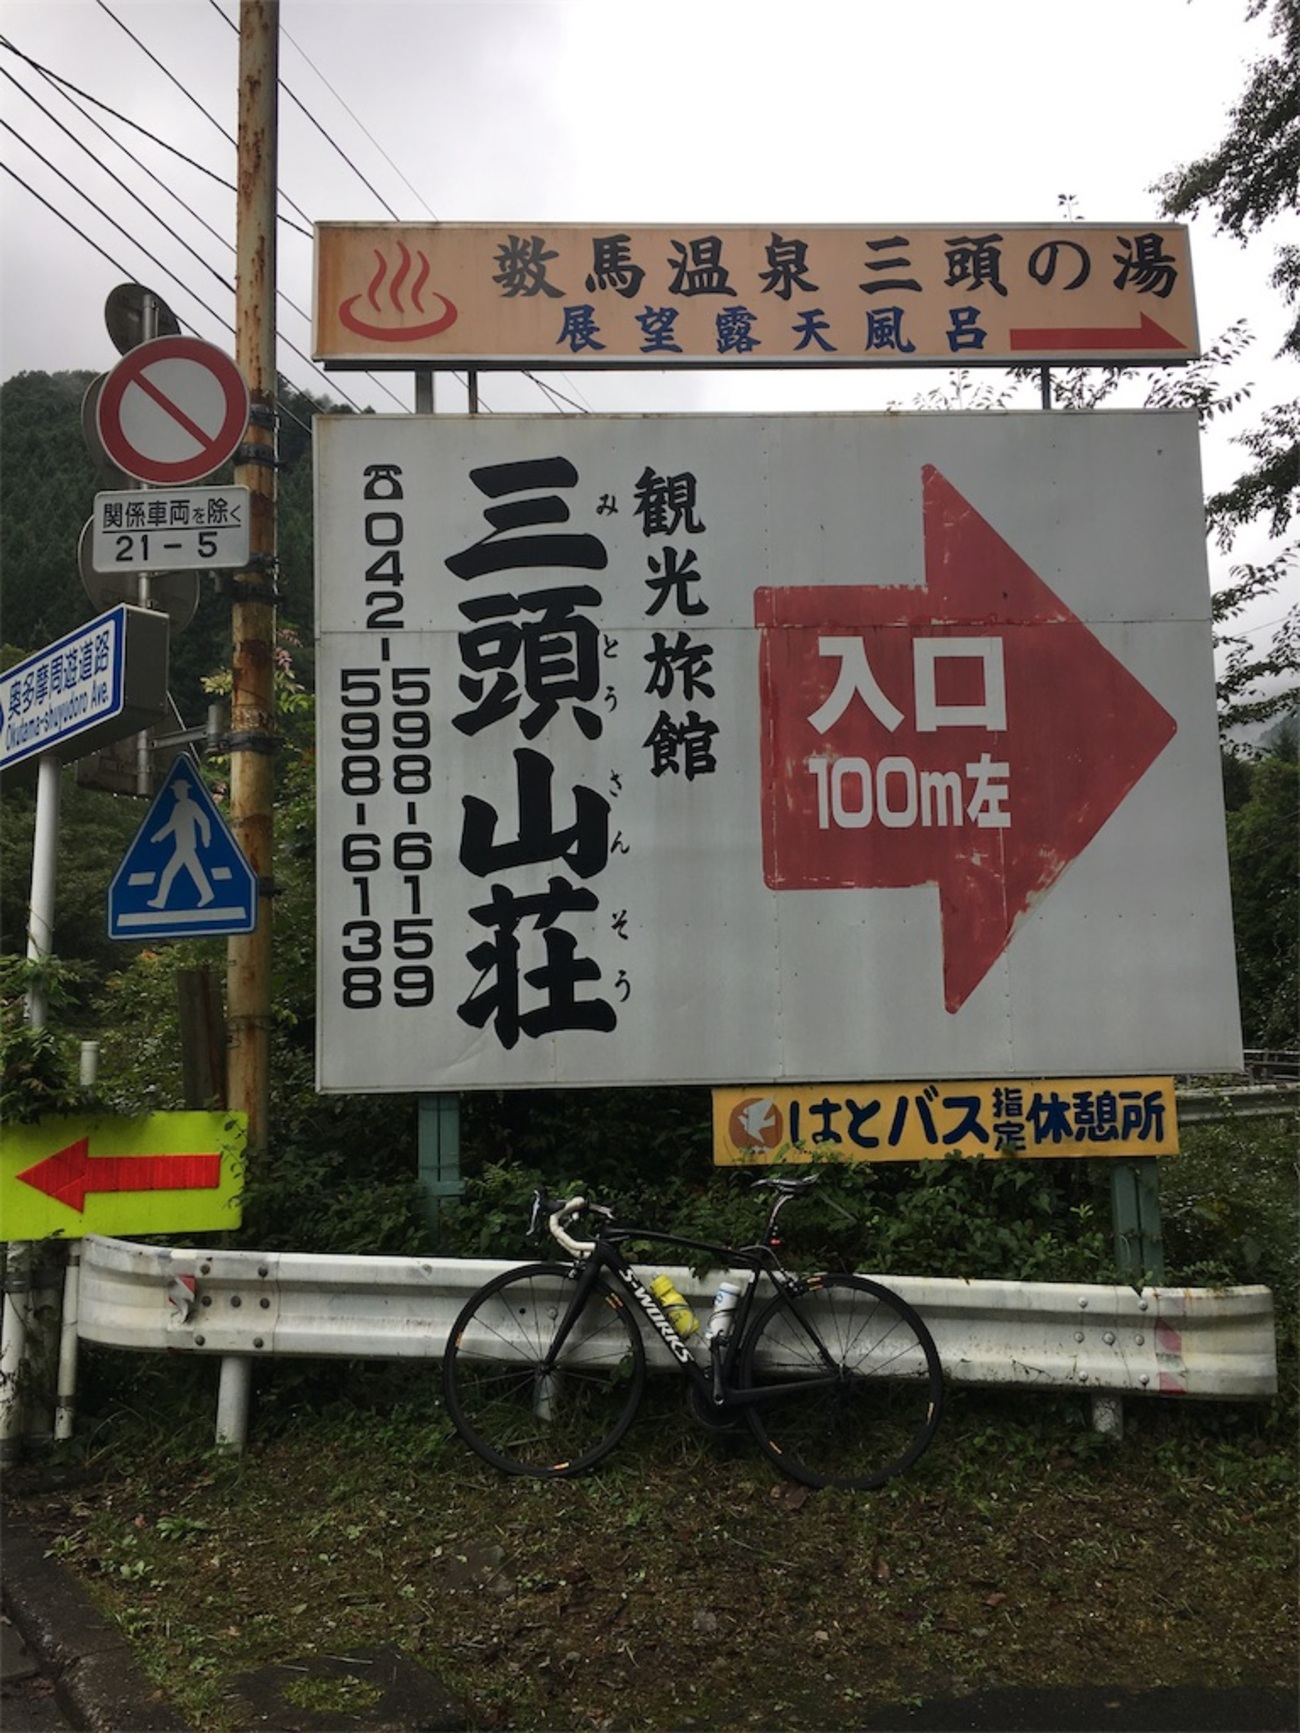 数馬温泉 三頭の湯
展望露天風呂
観光旅館
三頭山荘
みとうさんそう
☎042-
598-6159
598-6138
入口
100m左
はとバス指定休憩所
関係車両を除く
21-5
奥多摩周遊道路
Okutama-shuyudoro Ave.
S-WORKS